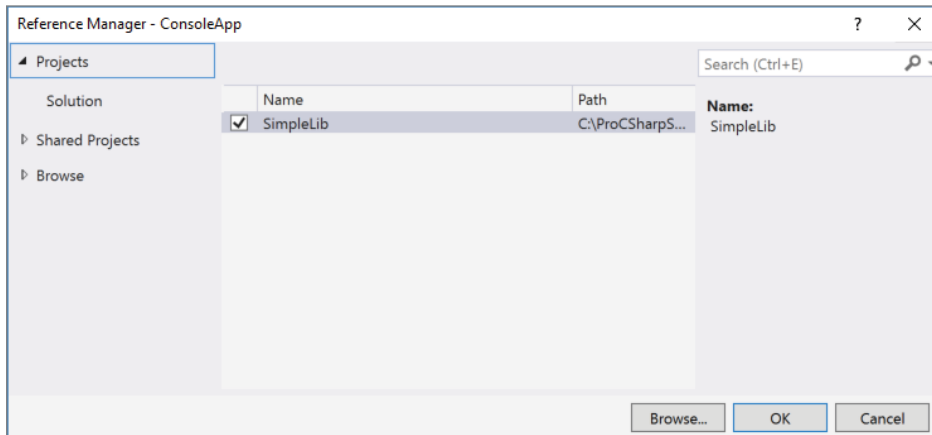 Reference Manager - ConsoleApp
Projects
Search (Ctrl+E)
Solution
Shared Projects
Browse
Name Path
SimpleLib C:\ProCSharpS...
Name:
SimpleLib
Browse... OK Cancel